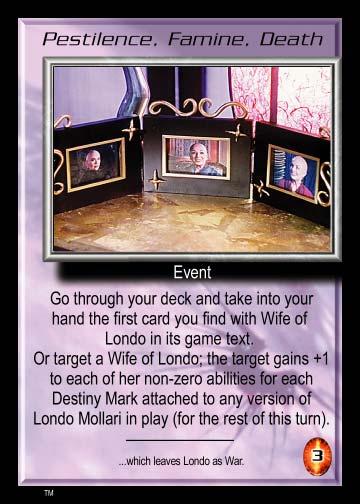 Pestilence, Famine, Death
Event
Go through your deck and take into your
hand the first card you find with Wife of
Londo in its game text.
Or target a Wife of Londo; the target gains +1
to each of her non-zero abilities for each
Destiny Mark attached to any version of
Londo Mollari in play (for the rest of this turn).
...which leaves Londo as War.
3
TM